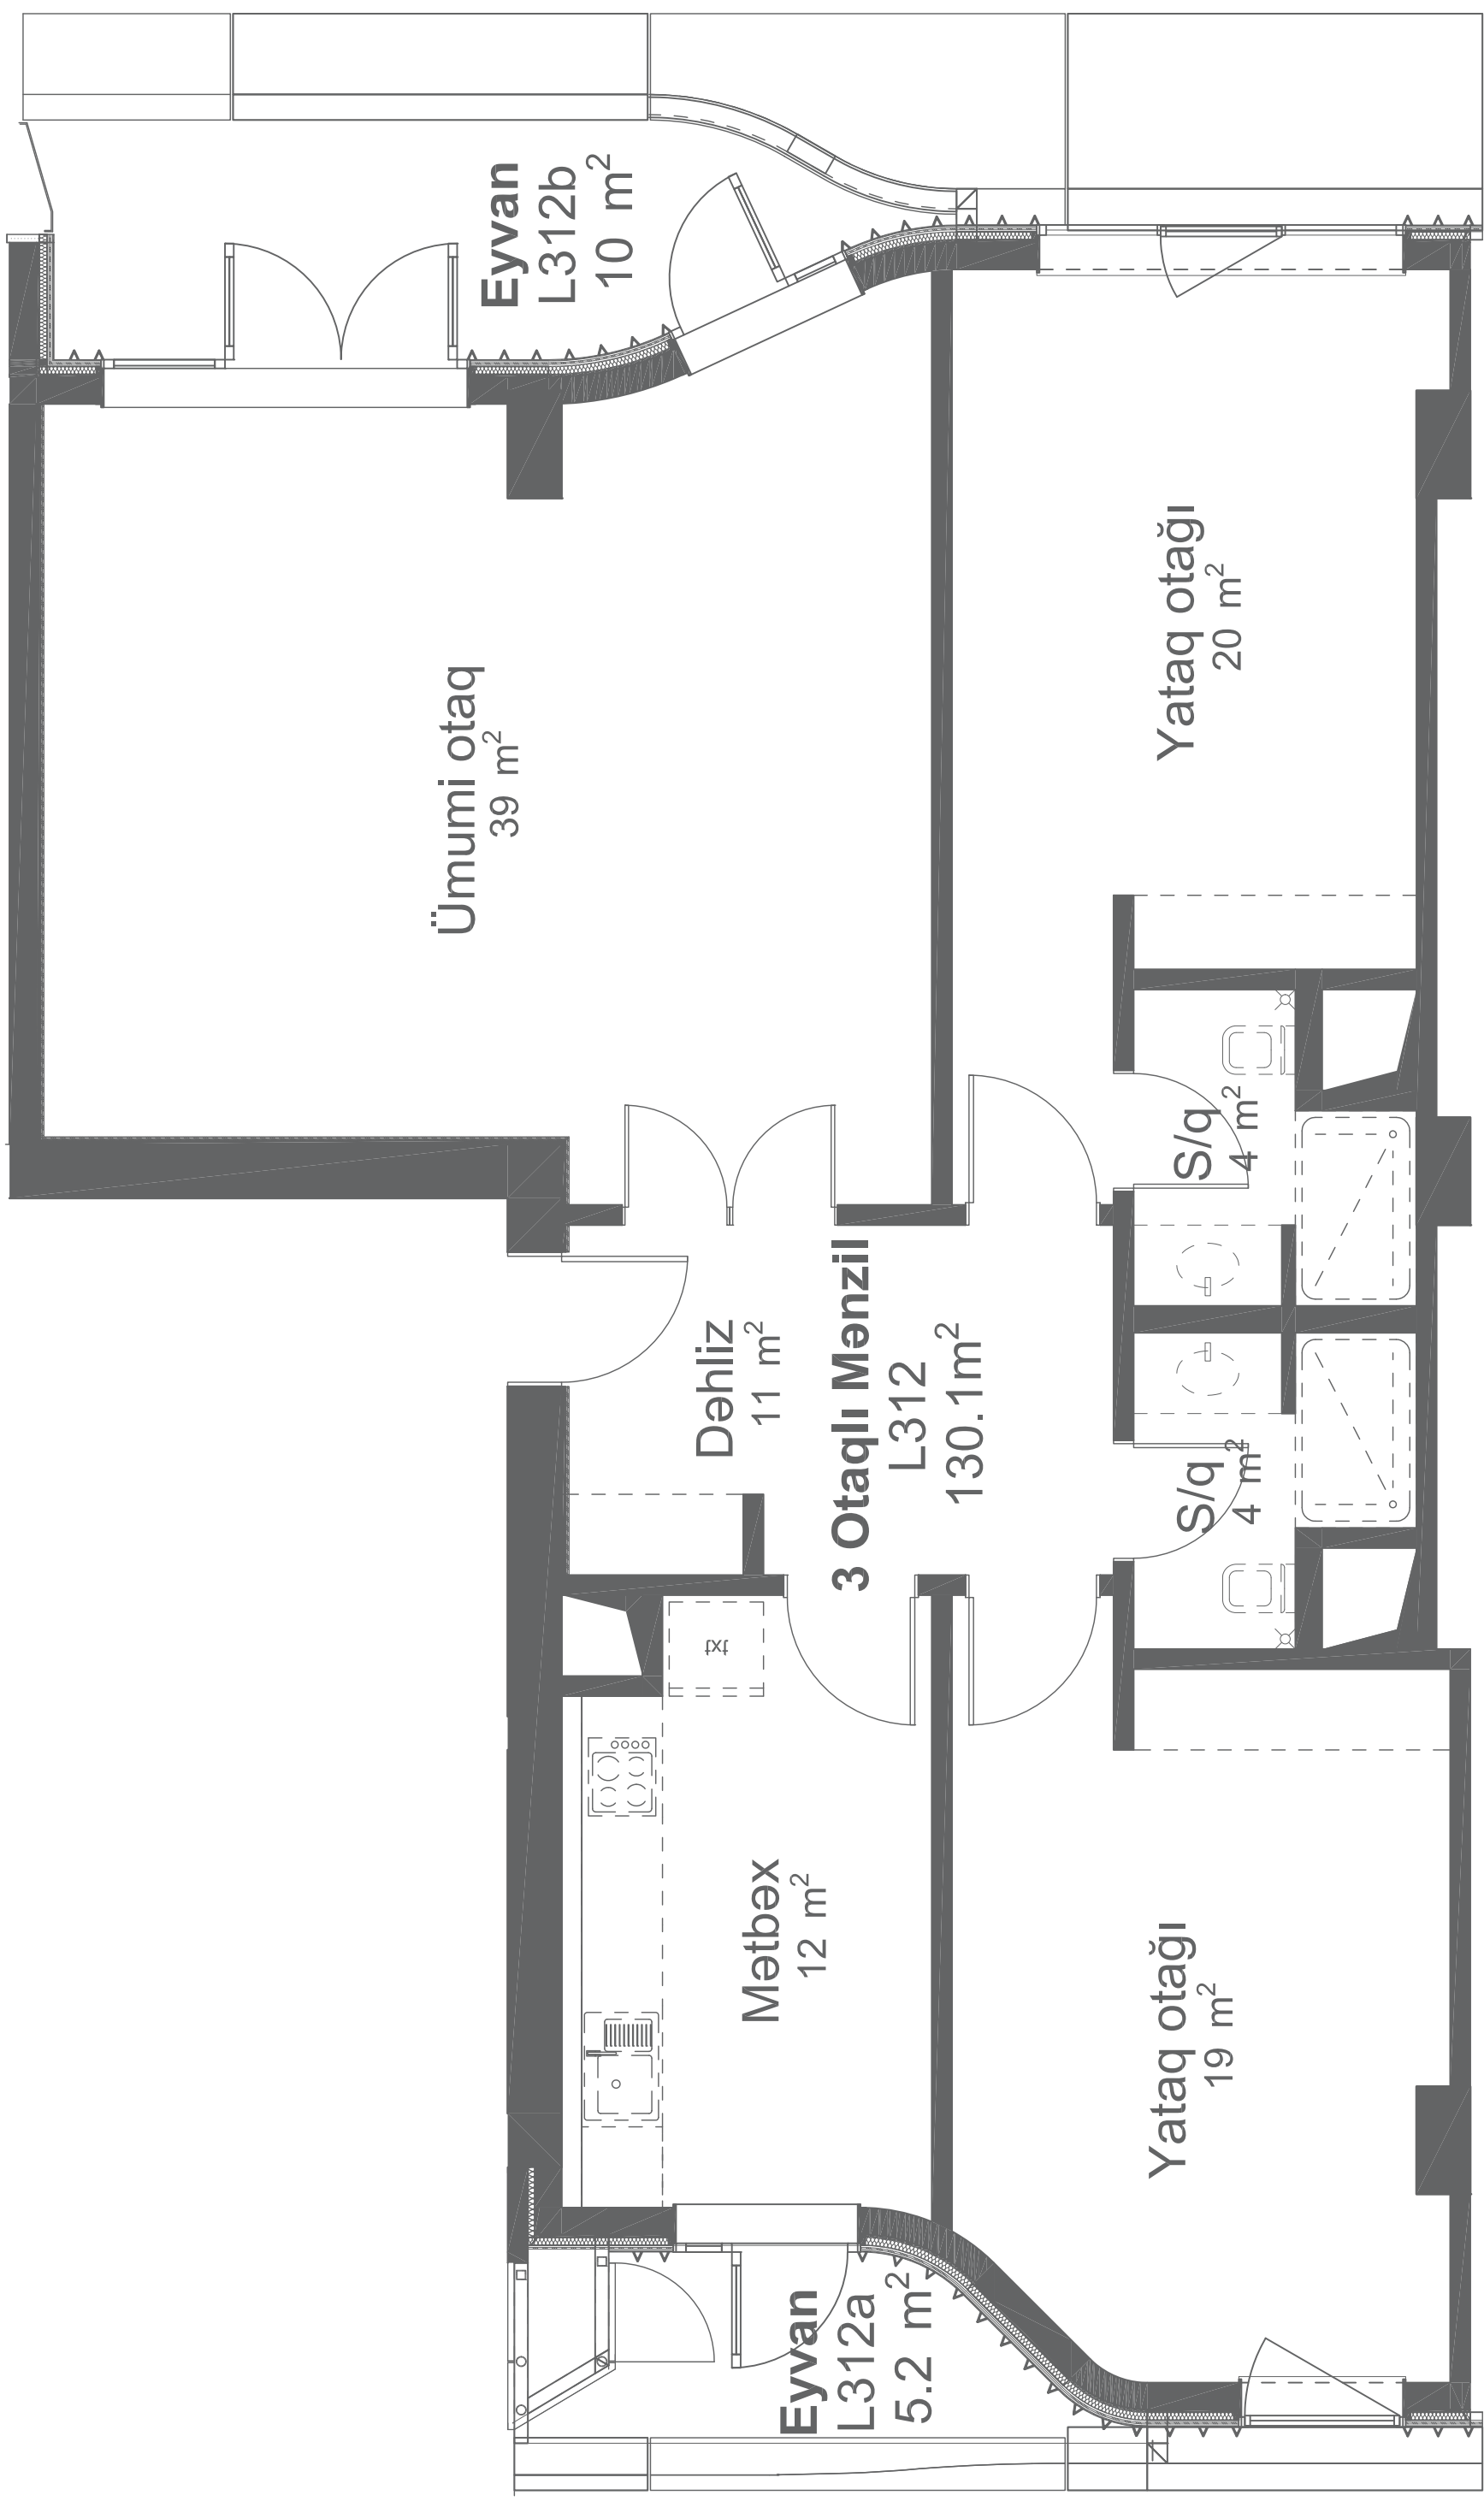 Eyvan
L312b
10 m²
Ümumi otaq
39 m²
Yataq otağı
20 m²
S/q
4 m²
Dəhliz
11 m²
3 Otaqlı Mənzil
L312
130.1m²
S/q
4 m²
Mətbəx
12 m²
Yataq otağı
19 m²
Eyvan
L312a
5.2 m²